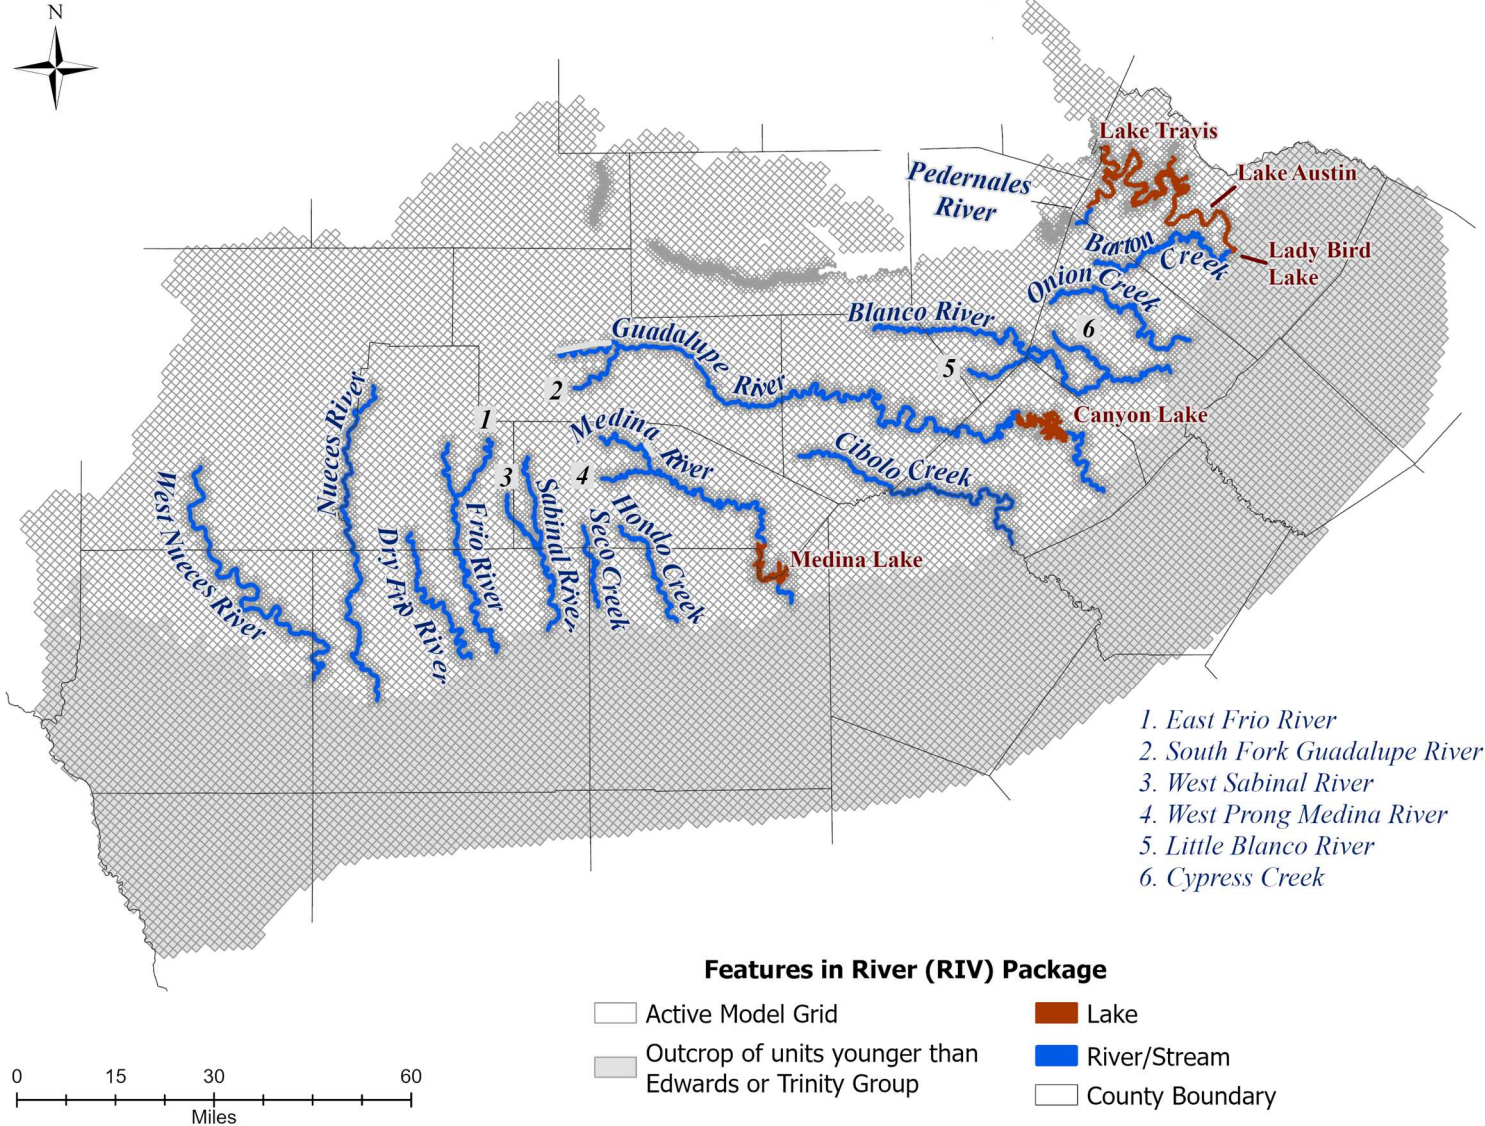 N
Lake Travis
Lake Austin
Pedernales
River
Barton
Creek
Lady Bird
Lake
Onion Creek
Blanco River
6
Guadalupe
River
5
2
Nueces River
1
Canyon Lake
Medina
River
Cibolo Creek
3
4
West Nueces River
Sabinal River
Hondo Creek
Frio River
Seco Creek
Dry Frio River
Medina Lake
1. East Frio River
2. South Fork Guadalupe River
3. West Sabinal River
4. West Prong Medina River
5. Little Blanco River
6. Cypress Creek
Features in River (RIV) Package
Active Model Grid
Outcrop of units younger than
Edwards or Trinity Group
Lake
River/Stream
County Boundary
0 15 30 60
Miles